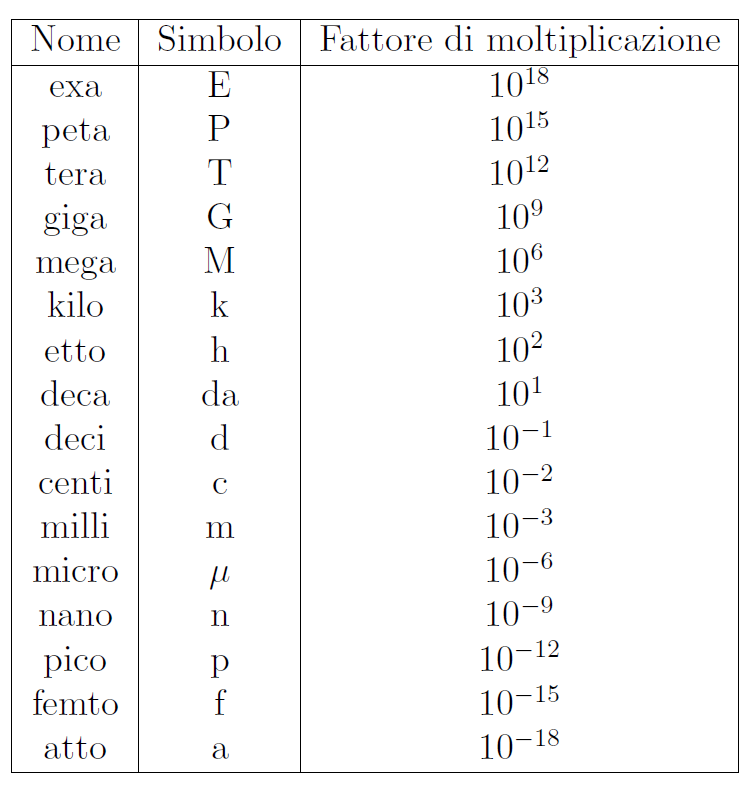 Nome Simbolo Fattore di moltiplicazione
exa E 10^18
peta P 10^15
tera T 10^12
giga G 10^9
mega M 10^6
kilo k 10^3
etto h 10^2
deca da 10^1
deci d 10^−1
centi c 10^−2
milli m 10^−3
micro μ 10^−6
nano n 10^−9
pico p 10^−12
femto f 10^−15
atto a 10^−18